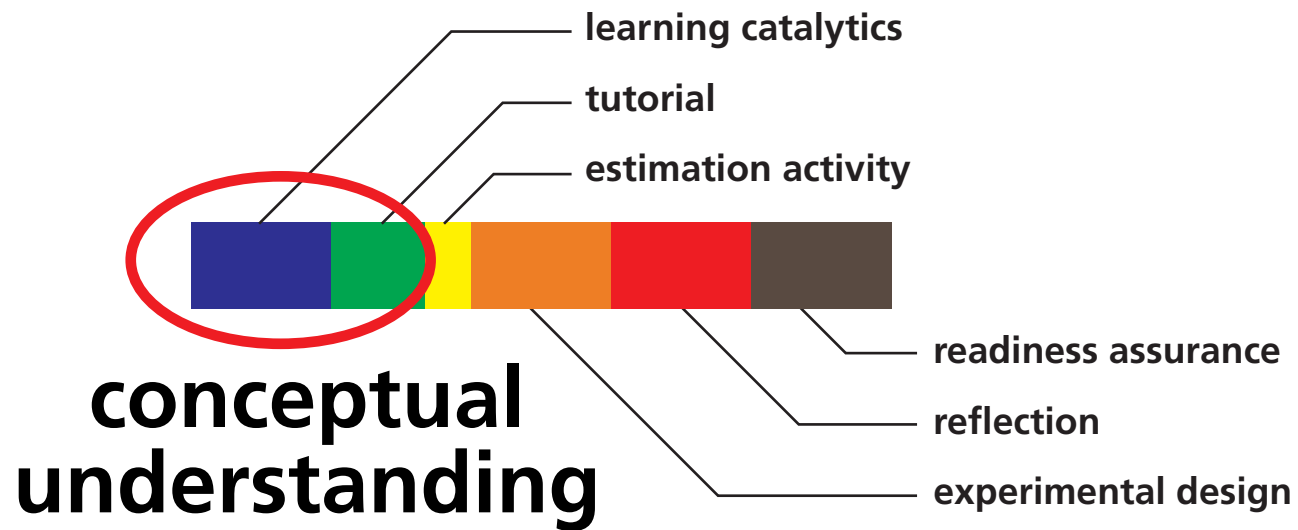 learning catalytics
tutorial
estimation activity
conceptual
understanding
readiness assurance
reflection
experimental design